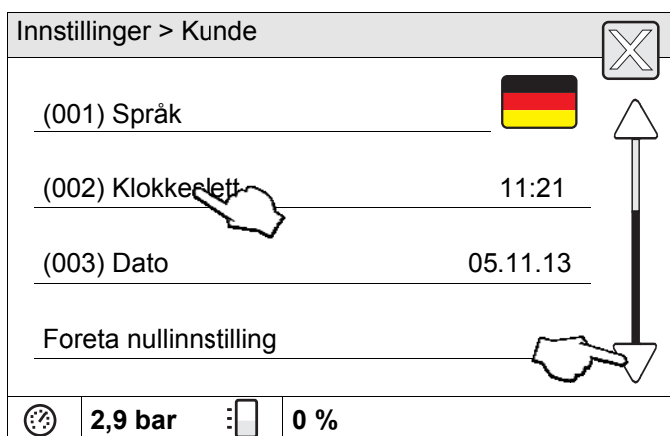 Innstillinger > Kunde
(001) Språk
(002) Klokkeslett 11:21
(003) Dato 05.11.13
Foreta nullinnstilling
2,9 bar 0 %